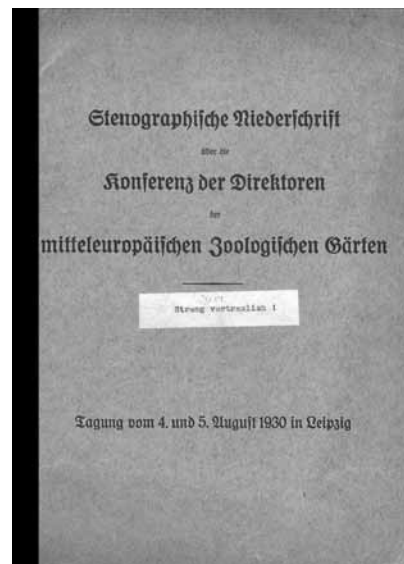 Stenographische Niederschrift
über die
Konferenz der Direktoren
der
mitteleuropäischen Zoologischen Gärten
Streng vertraulich !
Tagung vom 4. und 5. August 1930 in Leipzig